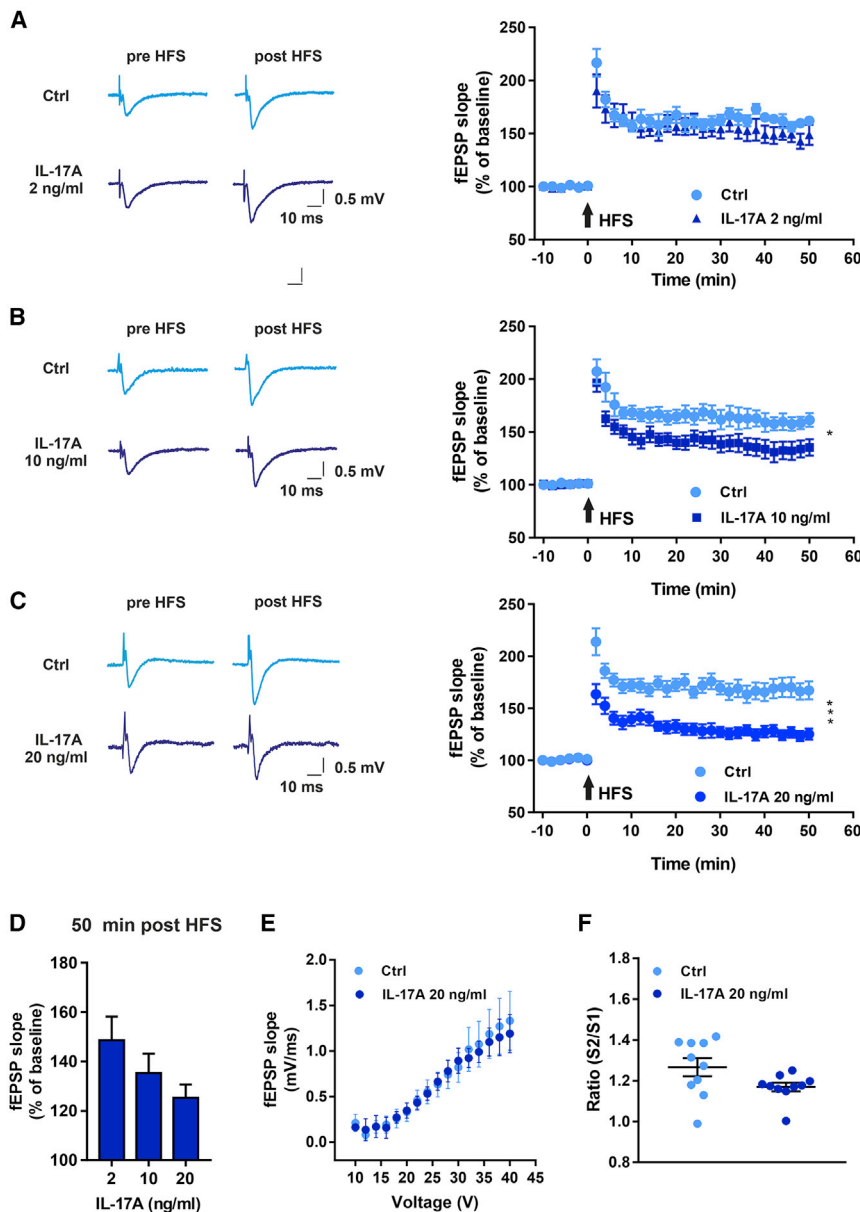 A
pre HFS
post HFS
Ctrl
IL-17A
2 ng/ml
0.5 mV
10 ms
fEPSP slope
(% of baseline)
250
200
150
100
50
Ctrl
IL-17A 2 ng/ml
HFS
-10 0 10 20 30 40 50 60
Time (min)
B
pre HFS
post HFS
Ctrl
IL-17A
10 ng/ml
0.5 mV
10 ms
fEPSP slope
(% of baseline)
250
200
150
100
50
*
Ctrl
IL-17A 10 ng/ml
HFS
-10 0 10 20 30 40 50 60
Time (min)
C
pre HFS
post HFS
Ctrl
IL-17A
20 ng/ml
0.5 mV
10 ms
fEPSP slope
(% of baseline)
250
200
150
100
50
***
Ctrl
IL-17A 20 ng/ml
HFS
-10 0 10 20 30 40 50 60
Time (min)
D
50 min post HFS
fEPSP slope
(% of baseline)
180
160
140
120
100
2 10 20
IL-17A (ng/ml)
E
Ctrl
IL-17A 20 ng/ml
fEPSP slope
(mV/ms)
2.0
1.5
1.0
0.5
0.0
10 15 20 25 30 35 40 45
Voltage (V)
F
Ctrl
IL-17A 20 ng/ml
Ratio (S2/S1)
1.8
1.6
1.4
1.2
1.0
0.8